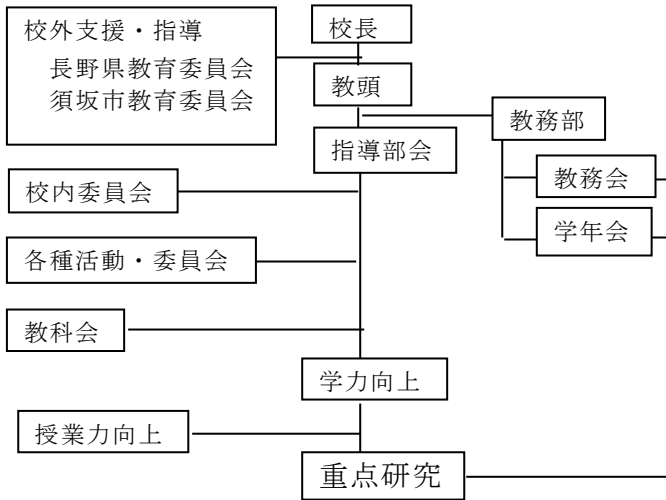 校外支援・指導
長野県教育委員会
須坂市教育委員会
校長
教頭
教務部
指導部会
教務会
校内委員会
学年会
各種活動・委員会
教科会
学力向上
授業力向上
重点研究